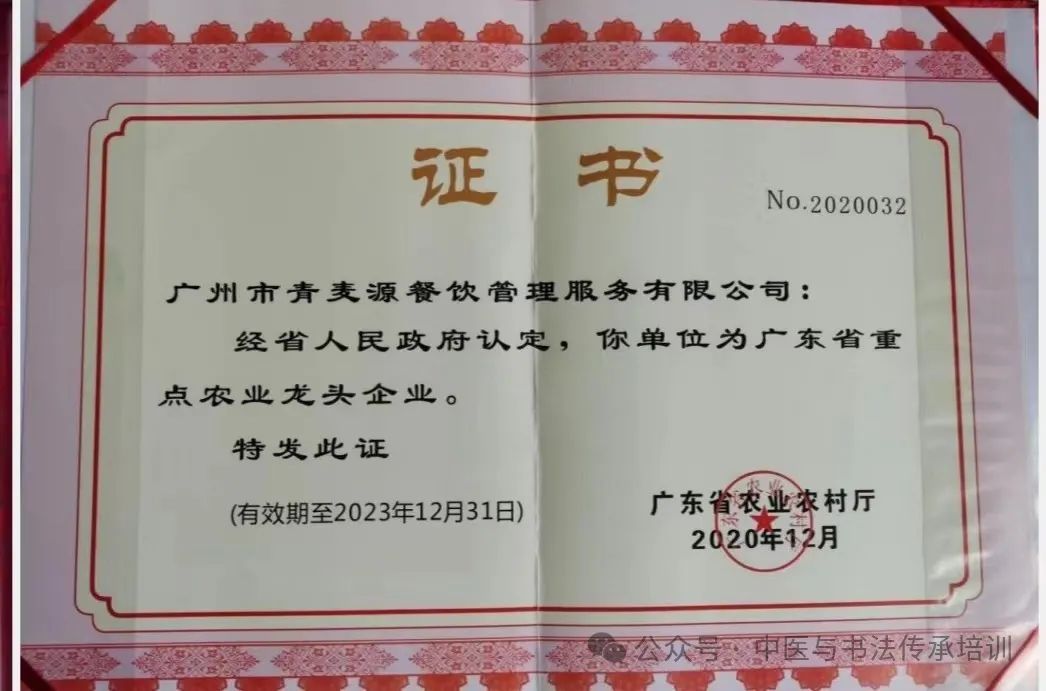 证书
No.2020032
广州市青麦源餐饮管理服务有限公司：
经省人民政府认定，你单位为广东省重
点农业龙头企业。
特发此证
(有效期至2023年12月31日)
广东省农业农村厅
2020年12月
公众号·中医与书法传承培训